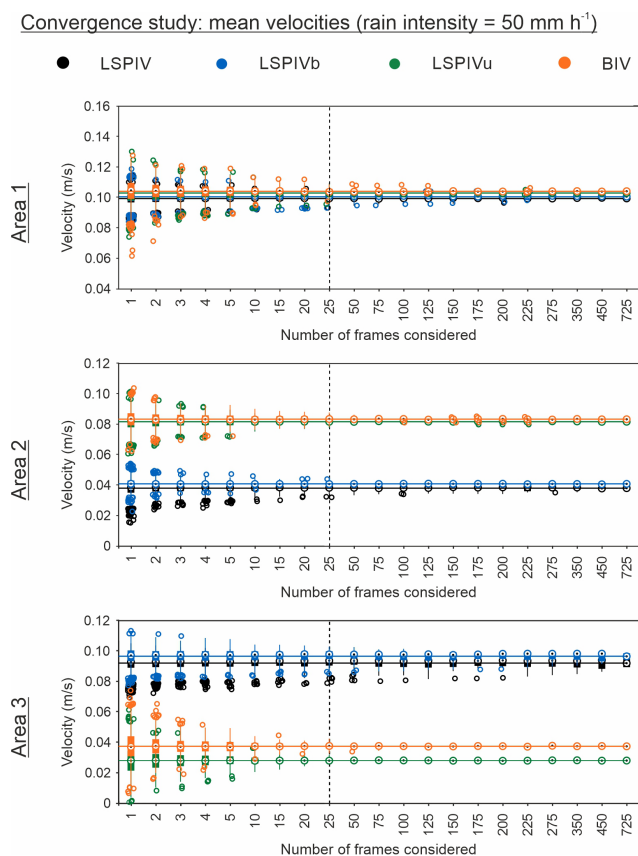 Convergence study: mean velocities (rain intensity = 50 mm h⁻¹)
LSPIV LSPIVb LSPIVu BIV
Area 1
Velocity (m/s)
0.16
0.14
0.12
0.10
0.08
0.06
0.04
1 2 3 4 5 10 15 20 25 50 75 100 125 150 175 200 225 275 350 450 725
Number of frames considered
Area 2
Velocity (m/s)
0.12
0.10
0.08
0.06
0.04
0.02
0
1 2 3 4 5 10 15 20 25 50 75 100 125 150 175 200 225 275 350 450 725
Number of frames considered
Area 3
Velocity (m/s)
0.12
0.10
0.08
0.06
0.04
0.02
0
1 2 3 4 5 10 15 20 25 50 75 100 125 150 175 200 225 275 350 450 725
Number of frames considered